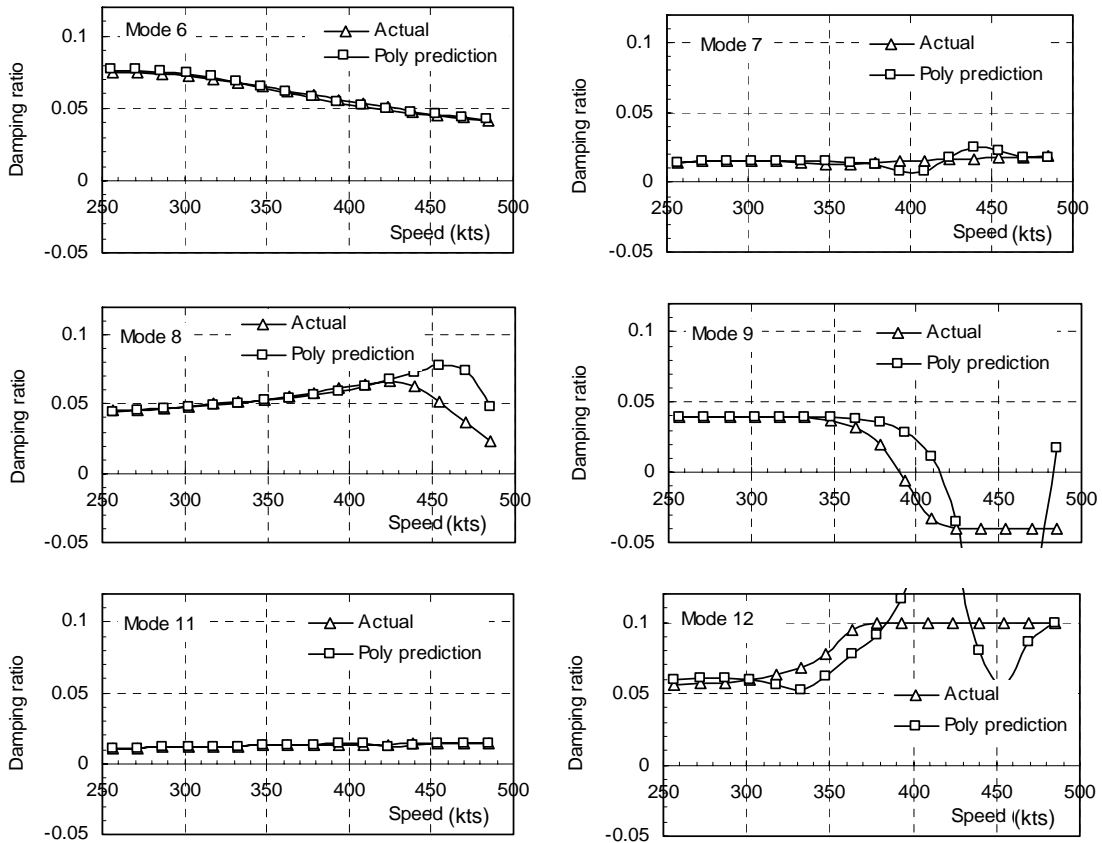 Mode 6
Actual
Poly prediction
Damping ratio
0.1
0.05
0
-0.05
250 300 350 400 450 500
Speed (kts)
Mode 7
Actual
Poly prediction
Damping ratio
0.1
0.05
0
-0.05
250 300 350 400 450 500
Speed (kts)
Mode 8
Actual
Poly prediction
Damping ratio
0.1
0.05
0
-0.05
250 300 350 400 450 500
Speed (kts)
Mode 9
Actual
Poly prediction
Damping ratio
0.1
0.05
0
-0.05
250 300 350 400 450 500
Speed (kts)
Mode 11
Actual
Poly prediction
Damping ratio
0.1
0.05
0
-0.05
250 300 350 400 450 500
Speed (kts)
Mode 12
Actual
Poly prediction
Damping ratio
0.1
0.05
0
-0.05
250 300 350 400 450 500
Speed (kts)